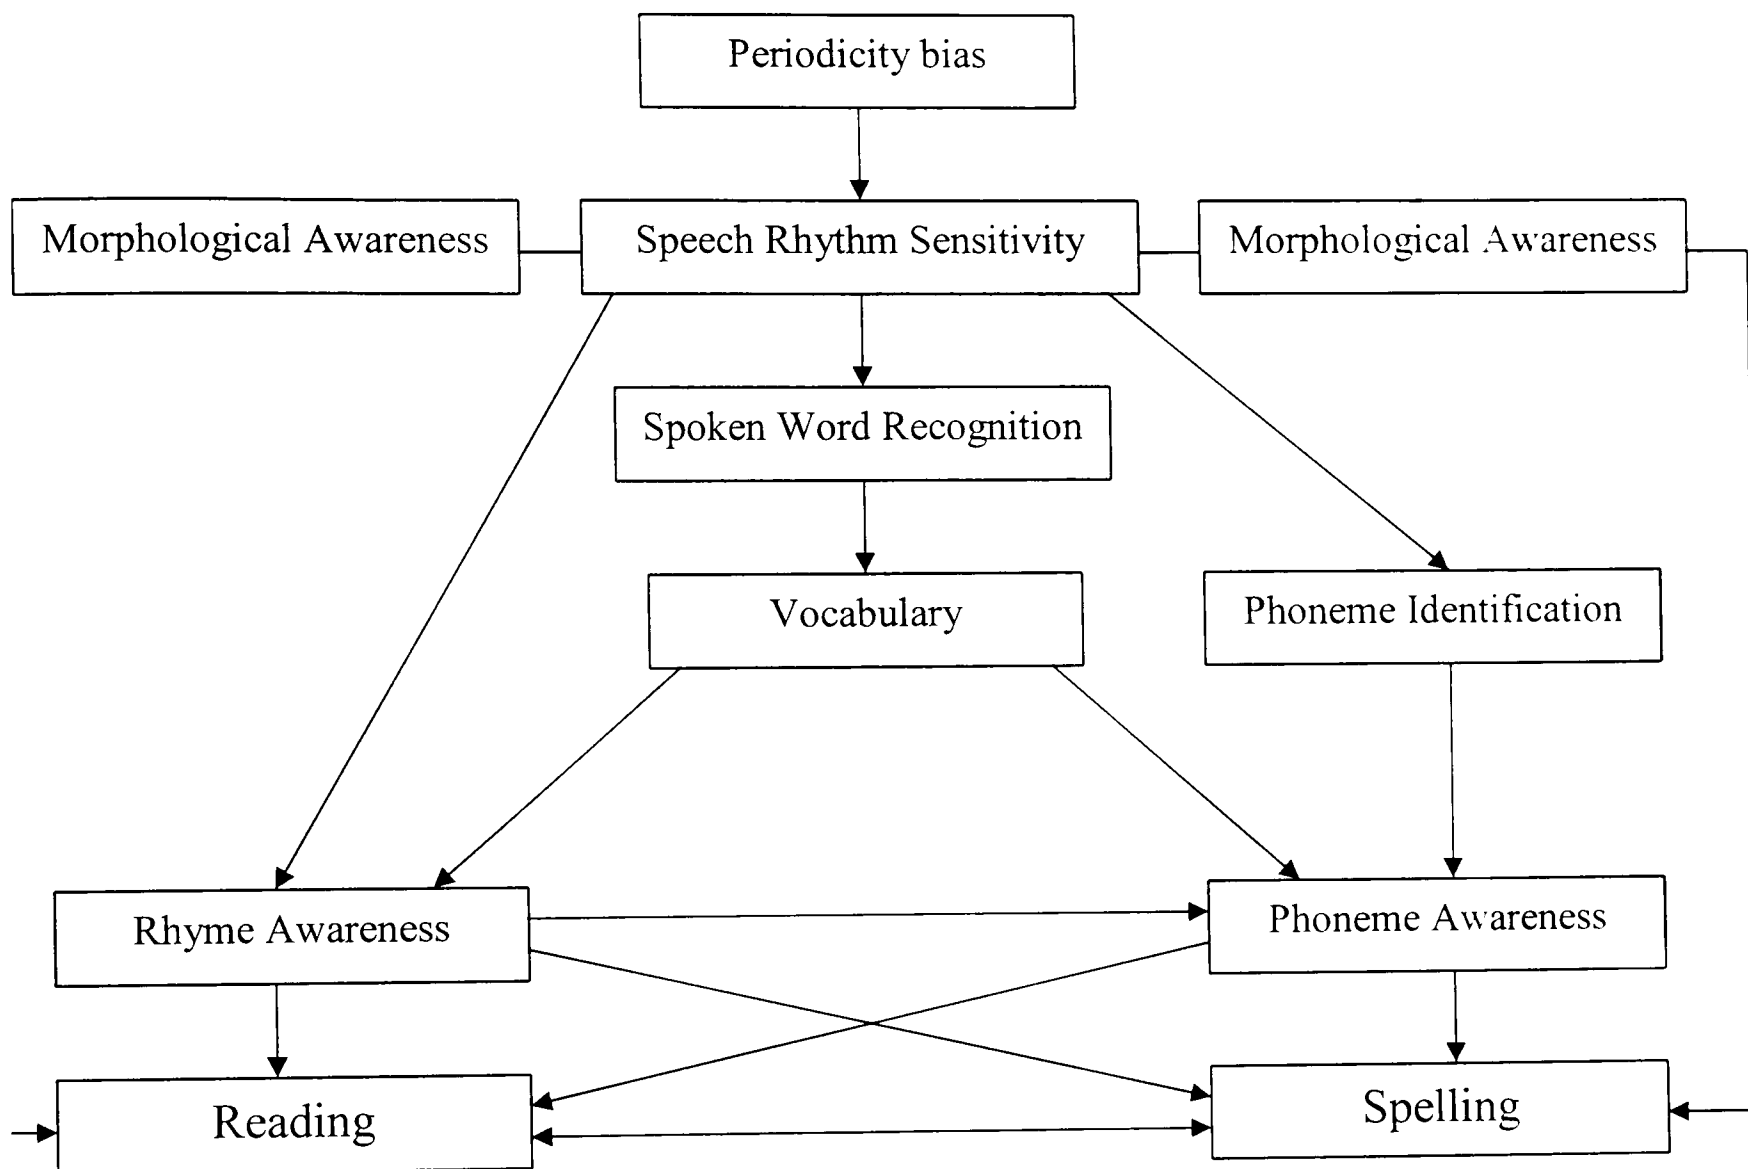 Periodicity bias
Morphological Awareness
Speech Rhythm Sensitivity
Morphological Awareness
Spoken Word Recognition
Vocabulary
Phoneme Identification
Rhyme Awareness
Phoneme Awareness
Reading
Spelling